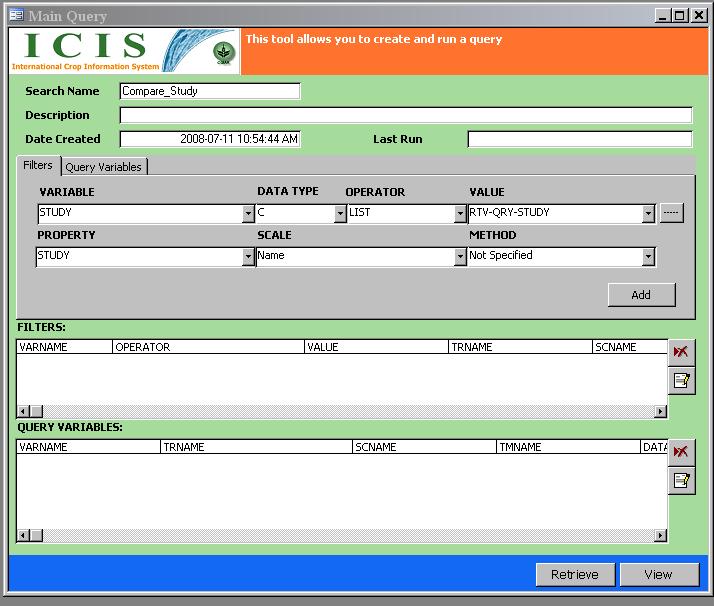 Main Query
ICIS
International Crop Information System
CGIAR
This tool allows you to create and run a query
Search Name Compare_Study
Description
Date Created 2008-07-11 10:54:44 AM Last Run
Filters Query Variables
VARIABLE DATA TYPE OPERATOR VALUE
STUDY C LIST RTV-QRY-STUDY -----
PROPERTY SCALE METHOD
STUDY Name Not Specified
Add
FILTERS:
VARNAME OPERATOR VALUE TRNAME SCNAME
QUERY VARIABLES:
VARNAME TRNAME SCNAME TMNAME DATA
Retrieve View